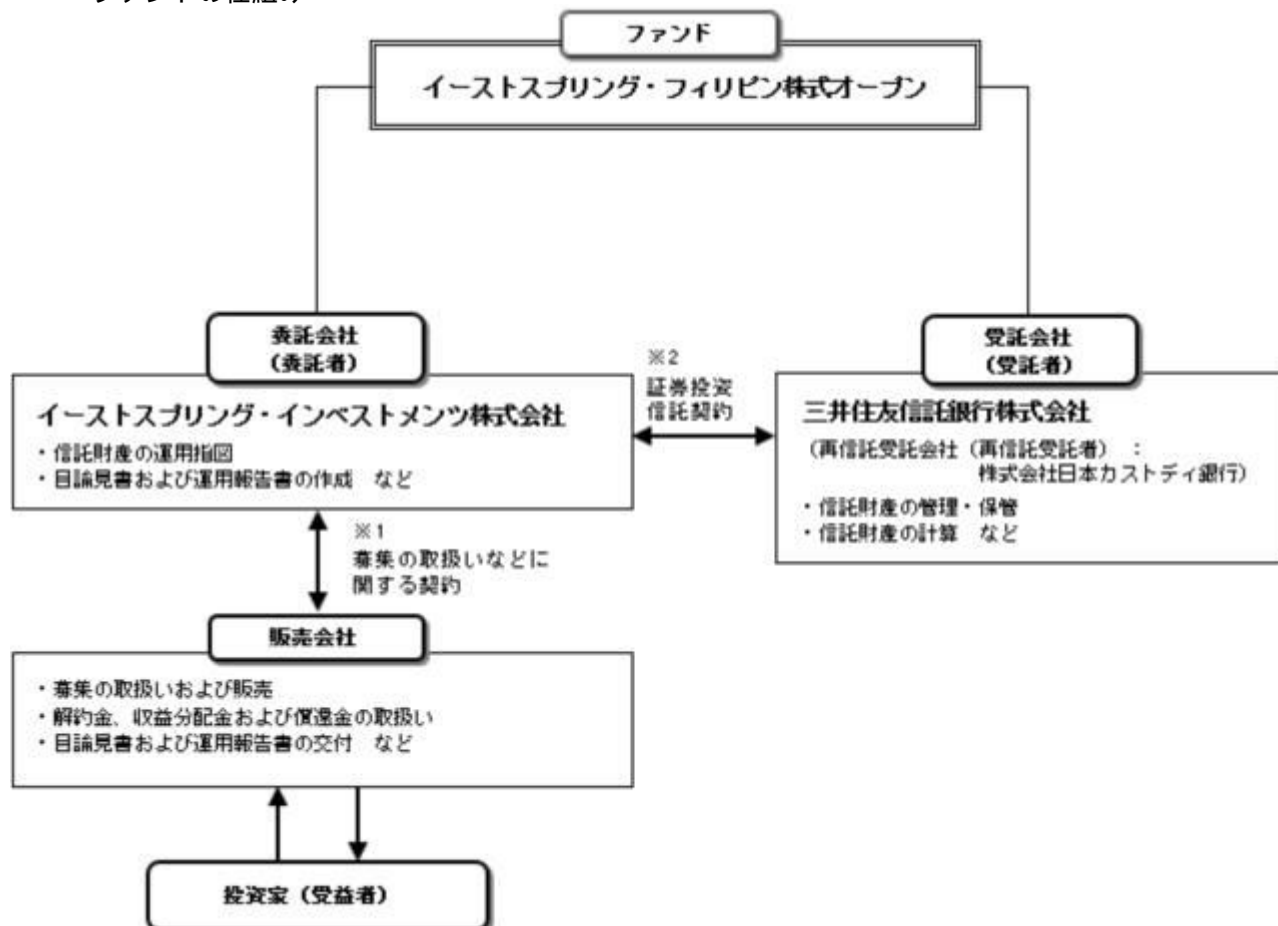 ファンドの仕組み
ファンド
イーストスプリング・フィリピン株式オープン
委託会社
(委託者)
イーストスプリング・インベストメンツ株式会社
・信託財産の運用指図
・目論見書および運用報告書の作成 など
※2
証券投資
信託契約
受託会社
(受託者)
三井住友信託銀行株式会社
(再信託受託会社(再信託受託者) :
株式会社日本カストディ銀行)
・信託財産の管理・保管
・信託財産の計算 など
※1
募集の取扱いなどに
関する契約
販売会社
・募集の取扱いおよび販売
・解約金、収益分配金および償還金の取扱い
・目論見書および運用報告書の交付 など
投資家(受益者)